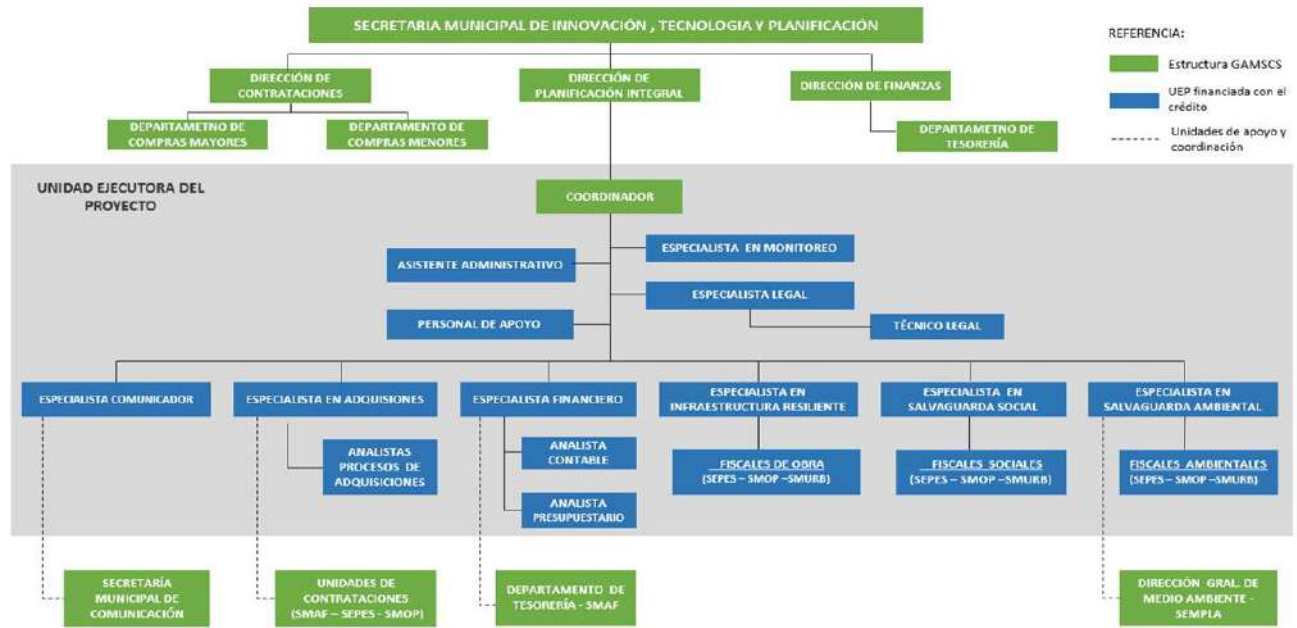 SECRETARIA MUNICIPAL DE INNOVACIÓN , TECNOLOGIA Y PLANIFICACIÓN
REFERENCIA:
Estructura GAMSCS
UEP financiada con el
crédito
Unidades de apoyo y
coordinación
DIRECCIÓN DE
CONTRATACIONES
DIRECCIÓN DE
PLANIFICACIÓN INTEGRAL
DIRECCIÓN DE FINANZAS
DEPARTAMETNO DE
COMPRAS MAYORES
DEPARTAMENTO DE
COMPRAS MENORES
DEPARTAMETNO DE
TESORERÍA
UNIDAD EJECUTORA DEL
PROYECTO
COORDINADOR
ESPECIALISTA EN MONITOREO
ASISTENTE ADMINISTRATIVO
ESPECIALISTA LEGAL
PERSONAL DE APOYO
TÉCNICO LEGAL
ESPECIALISTA COMUNICADOR
ESPECIALISTA EN ADQUISIONES
ESPECIALISTA FINANCIERO
ESPECIALISTA EN
INFRAESTRUCTURA RESILIENTE
ESPECIALISTA EN
SALVAGUARDA SOCIAL
ESPECIALISTA EN
SALVAGUARDA AMBIENTAL
ANALISTAS
PROCESOS DE
ADQUISICIONES
ANALISTA
CONTABLE
ANALISTA
PRESUPUESTARIO
FISCALES DE OBRA
(SEPES – SMOP –SMURB)
FISCALES SOCIALES
(SEPES – SMOP –SMURB)
FISCALES AMBIENTALES
(SEPES – SMOP –SMURB)
SECRETARÍA
MUNICIPAL DE
COMUNICACIÓN
UNIDADES DE
CONTRATACIONES
(SMAF – SEPES - SMOP)
DEPARTAMENTO DE
TESORERÍA - SMAF
DIRECCIÓN GRAL. DE
MEDIO AMBIENTE -
SEMPLA